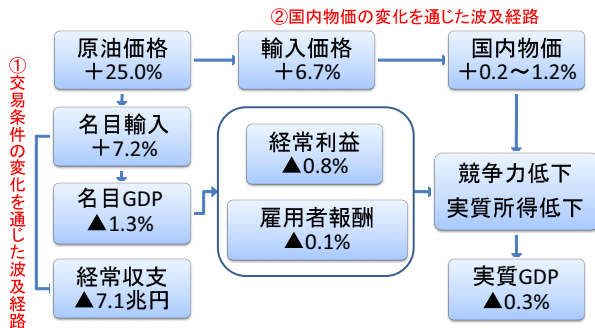 ②国内物価の変化を通じた波及経路
①交易条件の変化を通じた波及経路
原油価格
＋25.0%
輸入価格
＋6.7%
国内物価
＋0.2～1.2%
名目輸入
＋7.2%
名目GDP
▲1.3%
経常収支
▲7.1兆円
経常利益
▲0.8%
雇用者報酬
▲0.1%
競争力低下
実質所得低下
実質GDP
▲0.3%